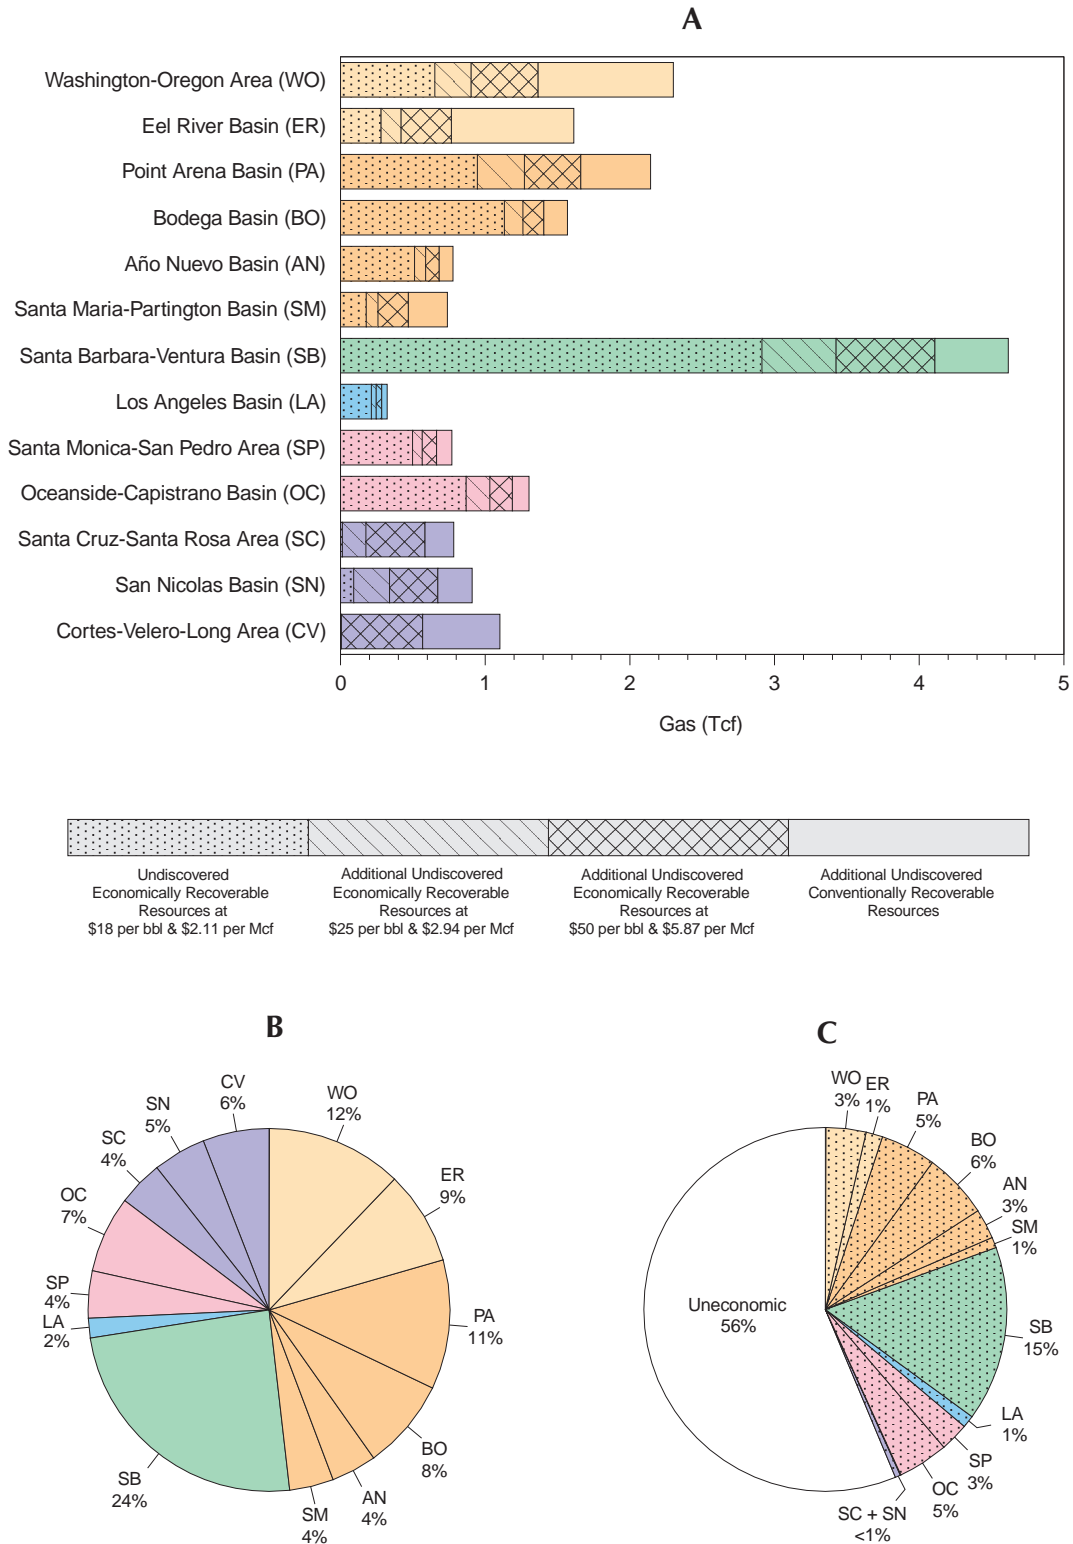 A
Washington-Oregon Area (WO)
Eel River Basin (ER)
Point Arena Basin (PA)
Bodega Basin (BO)
Año Nuevo Basin (AN)
Santa Maria-Partington Basin (SM)
Santa Barbara-Ventura Basin (SB)
Los Angeles Basin (LA)
Santa Monica-San Pedro Area (SP)
Oceanside-Capistrano Basin (OC)
Santa Cruz-Santa Rosa Area (SC)
San Nicolas Basin (SN)
Cortes-Velero-Long Area (CV)
0 1 2 3 4 5
Gas (Tcf)
Undiscovered
Economically Recoverable
Resources at
$18 per bbl & $2.11 per Mcf
Additional Undiscovered
Economically Recoverable
Resources at
$25 per bbl & $2.94 per Mcf
Additional Undiscovered
Economically Recoverable
Resources at
$50 per bbl & $5.87 per Mcf
Additional Undiscovered
Conventionally Recoverable
Resources
B
WO
12%
ER
9%
PA
11%
BO
8%
AN
4%
SM
4%
SB
24%
LA
2%
SP
4%
OC
7%
SC
4%
SN
5%
CV
6%
C
WO
3%
ER
1%
PA
5%
BO
6%
AN
3%
SM
1%
SB
15%
LA
1%
SP
3%
OC
5%
SC + SN
<1%
Uneconomic
56%